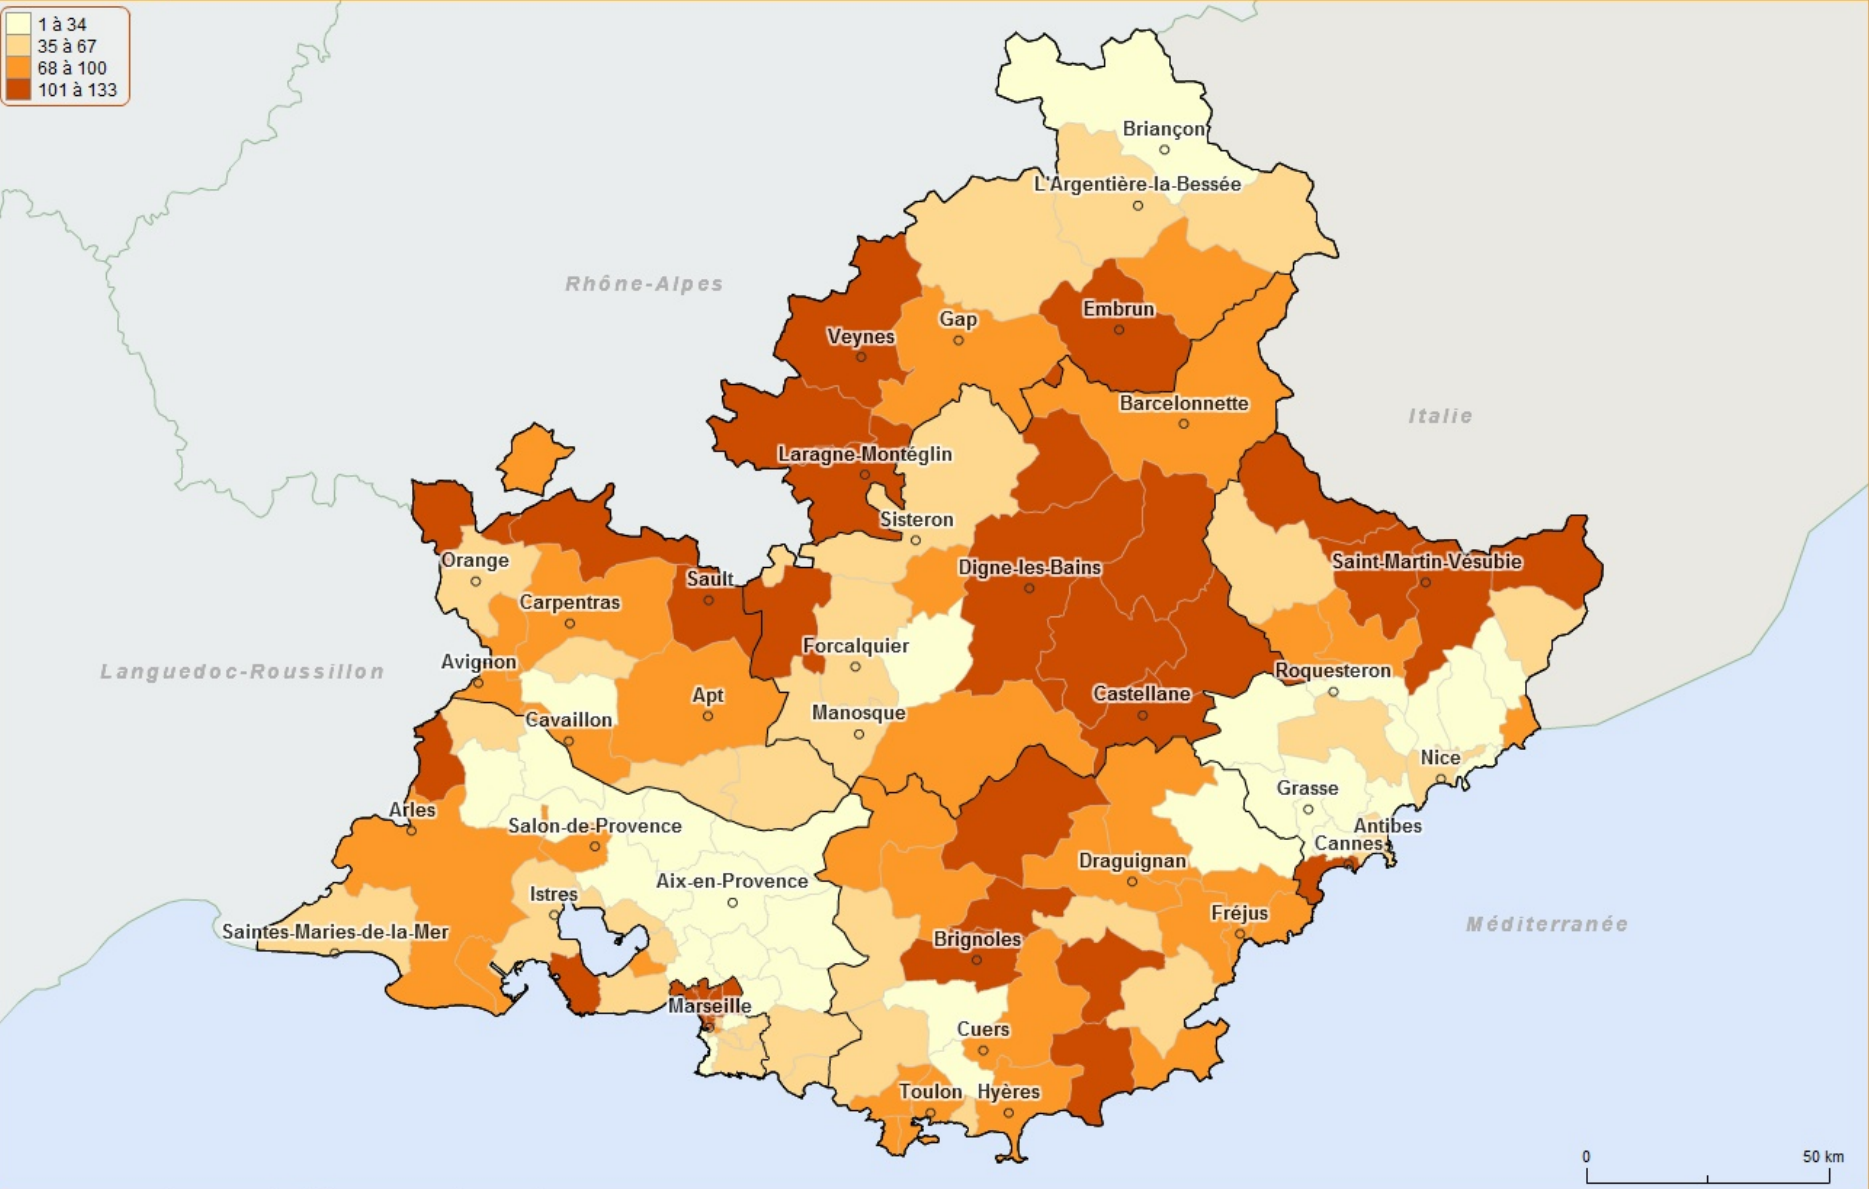 1 à 34
35 à 67
68 à 100
101 à 133
Briançon
L'Argentière-la-Bessée
Rhône-Alpes
Embrun
Gap
Veynes
Barcelonnette
Italie
Laragne-Montéglin
Sisteron
Orange
Digne-les-Bains
Saint-Martin-Vésubie
Sault
Carpentras
Forcalquier
Avignon
Languedoc-Roussillon
Roquesteron
Apt
Castellane
Manosque
Cavaillon
Nice
Grasse
Arles
Salon-de-Provence
Antibes
Cannes
Draguignan
Aix-en-Provence
Istres
Fréjus
Méditerranée
Saintes-Maries-de-la-Mer
Brignoles
Marseille
Cuers
Toulon
Hyères
0
50 km